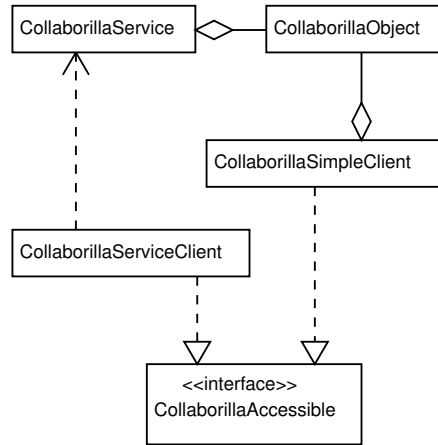 CollaborillaService
CollaborillaObject
CollaborillaSimpleClient
CollaborillaServiceClient
<<interface>>
CollaborillaAccessible